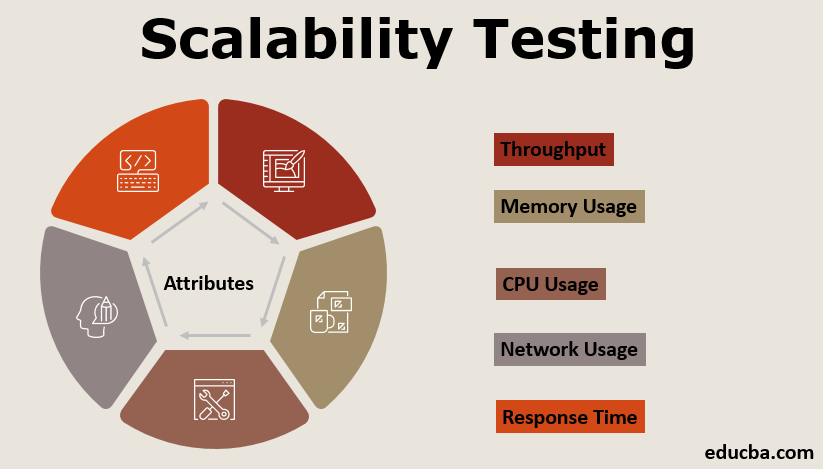 Scalability Testing
Attributes
Throughput
Memory Usage
CPU Usage
Network Usage
Response Time
educba.com